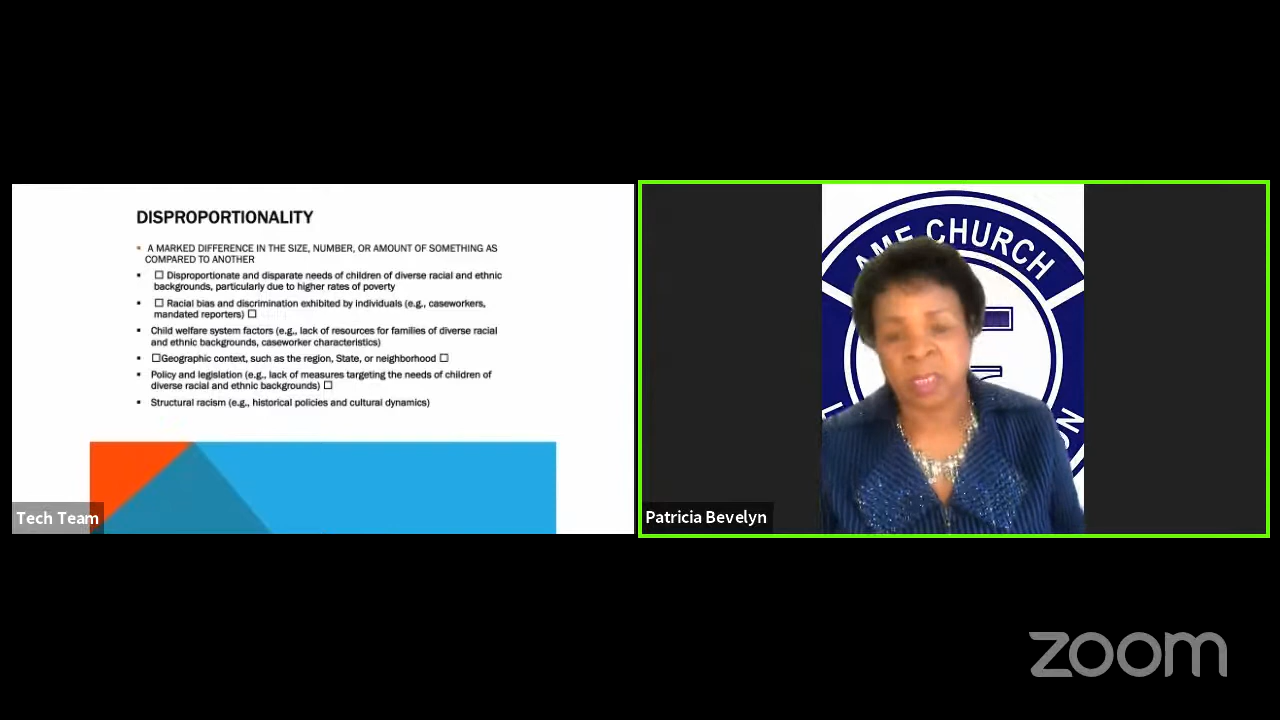 DISPROPORTIONALITY
▪ A MARKED DIFFERENCE IN THE SIZE, NUMBER, OR AMOUNT OF SOMETHING AS
COMPARED TO ANOTHER
▪ ☐ Disproportionate and disparate needs of children of diverse racial and ethnic
backgrounds, particularly due to higher rates of poverty
▪ ☐ Racial bias and discrimination exhibited by individuals (e.g., caseworkers,
mandated reporters) ☐
▪ Child welfare system factors (e.g., lack of resources for families of diverse racial
and ethnic backgrounds, caseworker characteristics)
▪ ☐Geographic context, such as the region, State, or neighborhood ☐
▪ Policy and legislation (e.g., lack of measures targeting the needs of children of
diverse racial and ethnic backgrounds) ☐
▪ Structural racism (e.g., historical policies and cultural dynamics)
Tech Team
AME CHURCH
Patricia Bevelyn
zoom